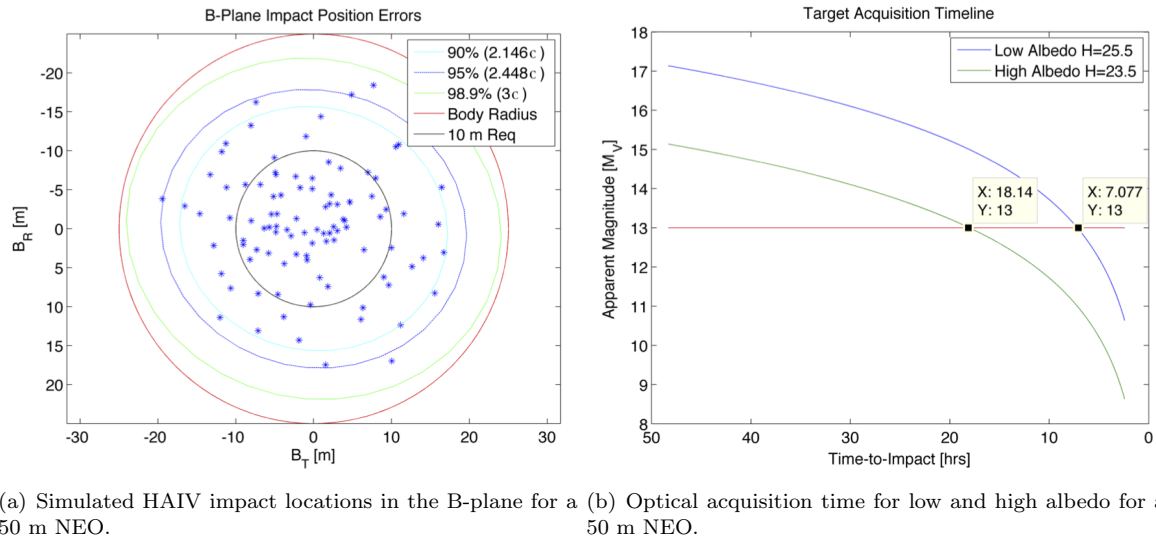 B-Plane Impact Position Errors
90% (2.146c )
95% (2.448c )
98.9% (3c )
Body Radius
10 m Req
-20
-15
-10
-5
0
5
10
15
20
B_R [m]
-30
-20
-10
0
10
20
30
B_T [m]
Target Acquisition Timeline
Low Albedo H=25.5
High Albedo H=23.5
18
17
16
15
14
13
12
11
10
9
8
Apparent Magnitude [M_V]
X: 18.14
Y: 13
X: 7.077
Y: 13
50
40
30
20
10
0
Time-to-Impact [hrs]
(a) Simulated HAIV impact locations in the B-plane for a
50 m NEO.
(b) Optical acquisition time for low and high albedo for a
50 m NEO.